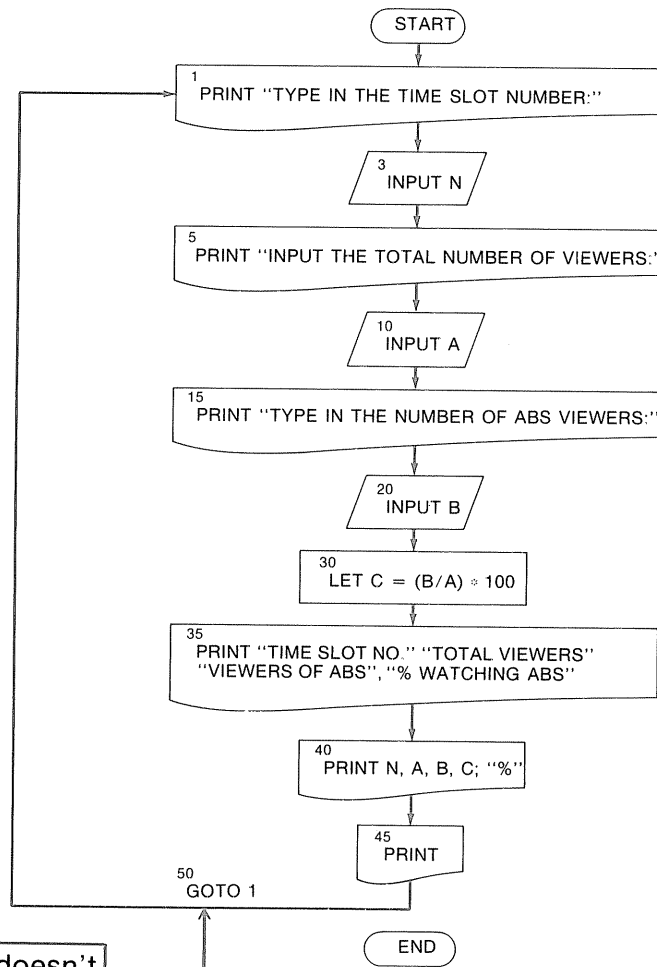 START
1
PRINT “TYPE IN THE TIME SLOT NUMBER:”
3
INPUT N
5
PRINT “INPUT THE TOTAL NUMBER OF VIEWERS:’
10
INPUT A
15
PRINT “TYPE IN THE NUMBER OF ABS VIEWERS:”
20
INPUT B
30
LET C = (B/A) * 100
35
PRINT “TIME SLOT NO.” “TOTAL VIEWERS”
“VIEWERS OF ABS”, “% WATCHING ABS”
40
PRINT N, A, B, C; “%”
45
PRINT
50
GOTO 1
END
doesn't